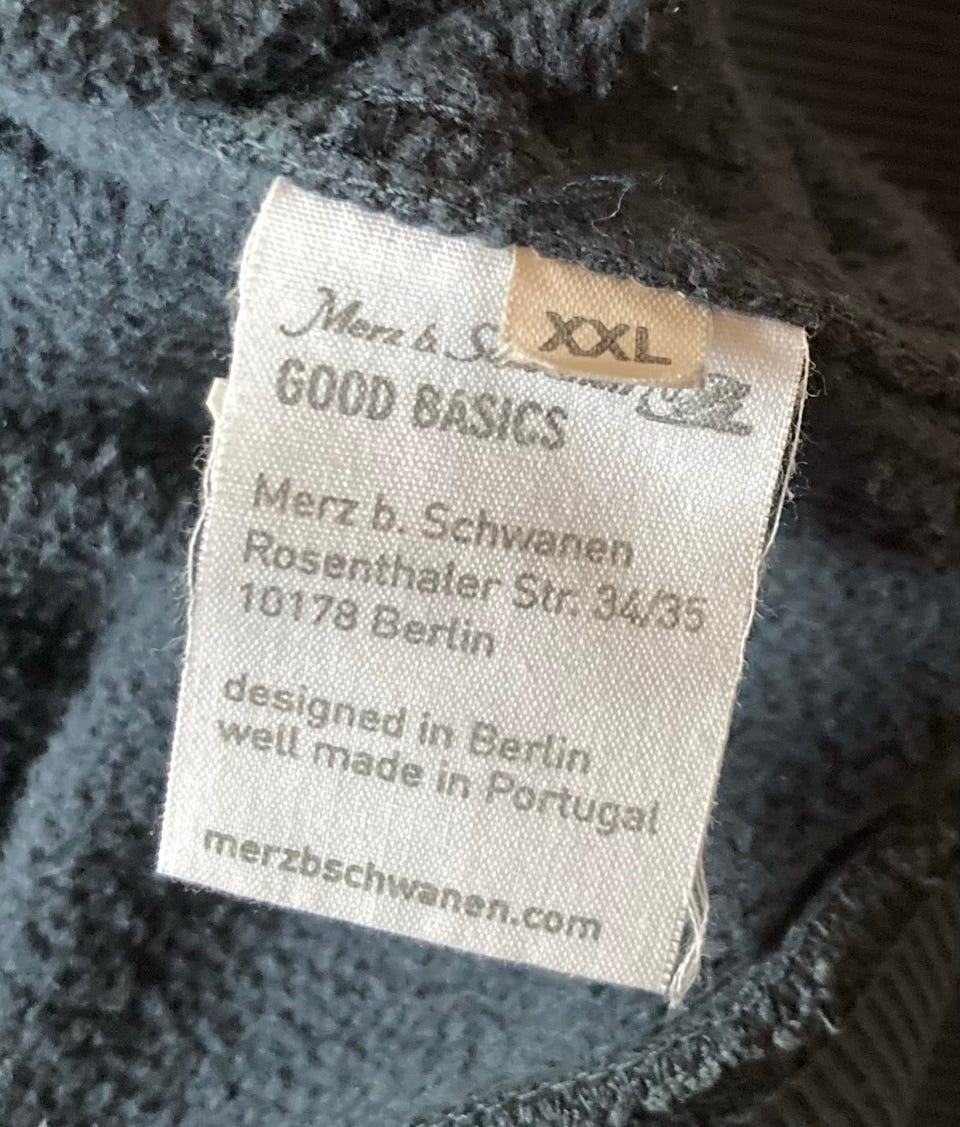 XXL
Merz b.
GOOD BASICS
Merz b. Schwanen
Rosenthaler Str. 34/35
10178 Berlin
designed in Berlin
well made in Portugal
merzbschwanen.com